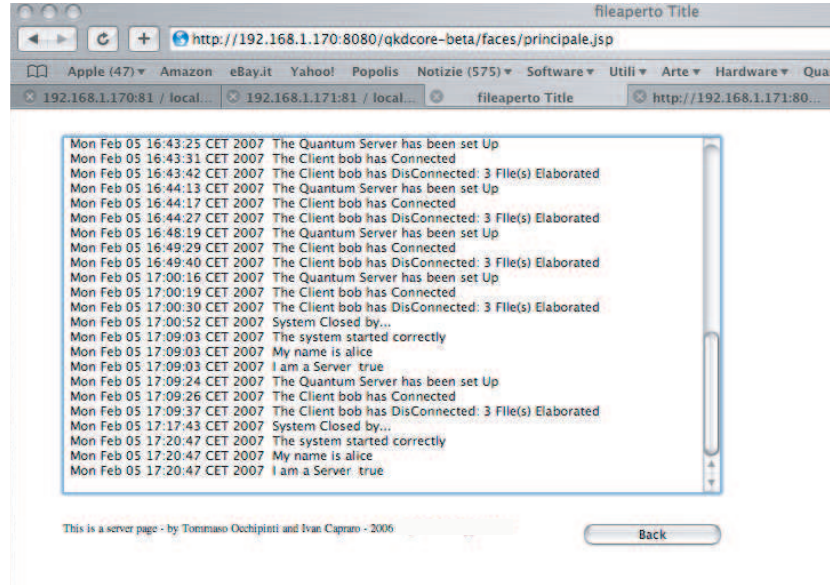 fileaperto Title
http://192.168.1.170:8080/qkdcore-beta/faces/principale.jsp
Apple (47) Amazon eBay.it Yahoo! Popolis Notizie (575) Software Utili Arte Hardware Qua
192.168.1.170:81 / local... 192.168.1.171:81 / local... fileaperto Title http://192.168.1.171:80...
Mon Feb 05 16:43:25 CET 2007 The Quantum Server has been set Up
Mon Feb 05 16:43:31 CET 2007 The Client bob has Connected
Mon Feb 05 16:43:42 CET 2007 The Client bob has DisConnected: 3 FIle(s) Elaborated
Mon Feb 05 16:44:13 CET 2007 The Quantum Server has been set Up
Mon Feb 05 16:44:17 CET 2007 The Client bob has Connected
Mon Feb 05 16:44:27 CET 2007 The Client bob has DisConnected: 3 FIle(s) Elaborated
Mon Feb 05 16:48:19 CET 2007 The Quantum Server has been set Up
Mon Feb 05 16:49:29 CET 2007 The Client bob has Connected
Mon Feb 05 16:49:40 CET 2007 The Client bob has DisConnected: 3 FIle(s) Elaborated
Mon Feb 05 17:00:16 CET 2007 The Quantum Server has been set Up
Mon Feb 05 17:00:19 CET 2007 The Client bob has Connected
Mon Feb 05 17:00:30 CET 2007 The Client bob has DisConnected: 3 FIle(s) Elaborated
Mon Feb 05 17:00:52 CET 2007 System Closed by...
Mon Feb 05 17:09:03 CET 2007 The system started correctly
Mon Feb 05 17:09:03 CET 2007 My name is alice
Mon Feb 05 17:09:03 CET 2007 I am a Server true
Mon Feb 05 17:09:24 CET 2007 The Quantum Server has been set Up
Mon Feb 05 17:09:26 CET 2007 The Client bob has Connected
Mon Feb 05 17:09:37 CET 2007 The Client bob has DisConnected: 3 FIle(s) Elaborated
Mon Feb 05 17:17:43 CET 2007 System Closed by...
Mon Feb 05 17:20:47 CET 2007 The system started correctly
Mon Feb 05 17:20:47 CET 2007 My name is alice
Mon Feb 05 17:20:47 CET 2007 I am a Server true
This is a server page - by Tommaso Occhipinti and Ivan Capraro - 2006
Back